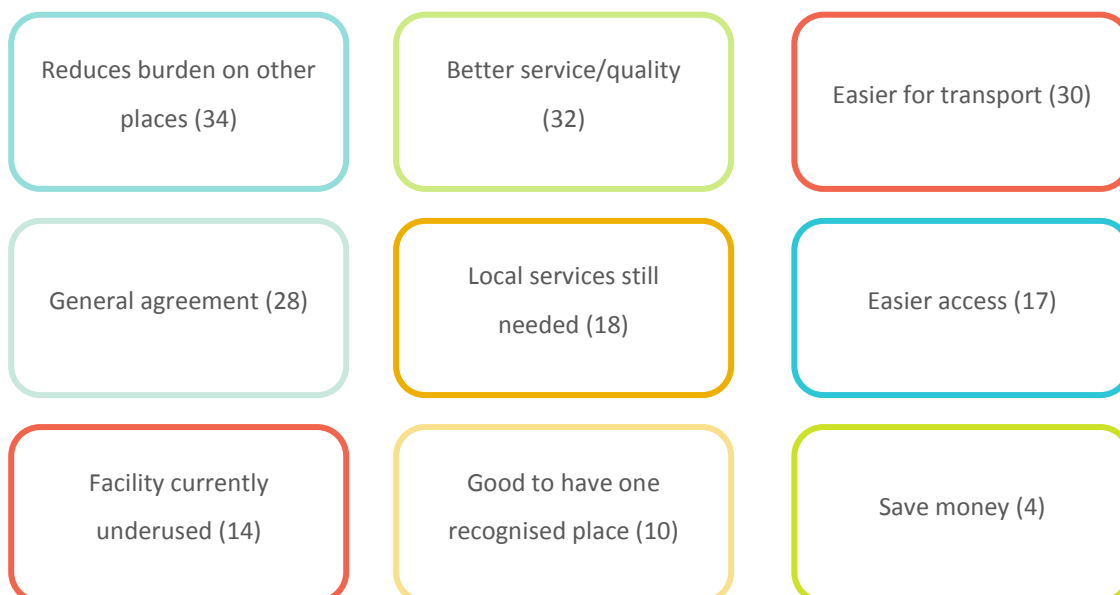 Reduces burden on other
places (34)
Better service/quality
(32)
Easier for transport (30)
General agreement (28)
Local services still
needed (18)
Easier access (17)
Facility currently
underused (14)
Good to have one
recognised place (10)
Save money (4)